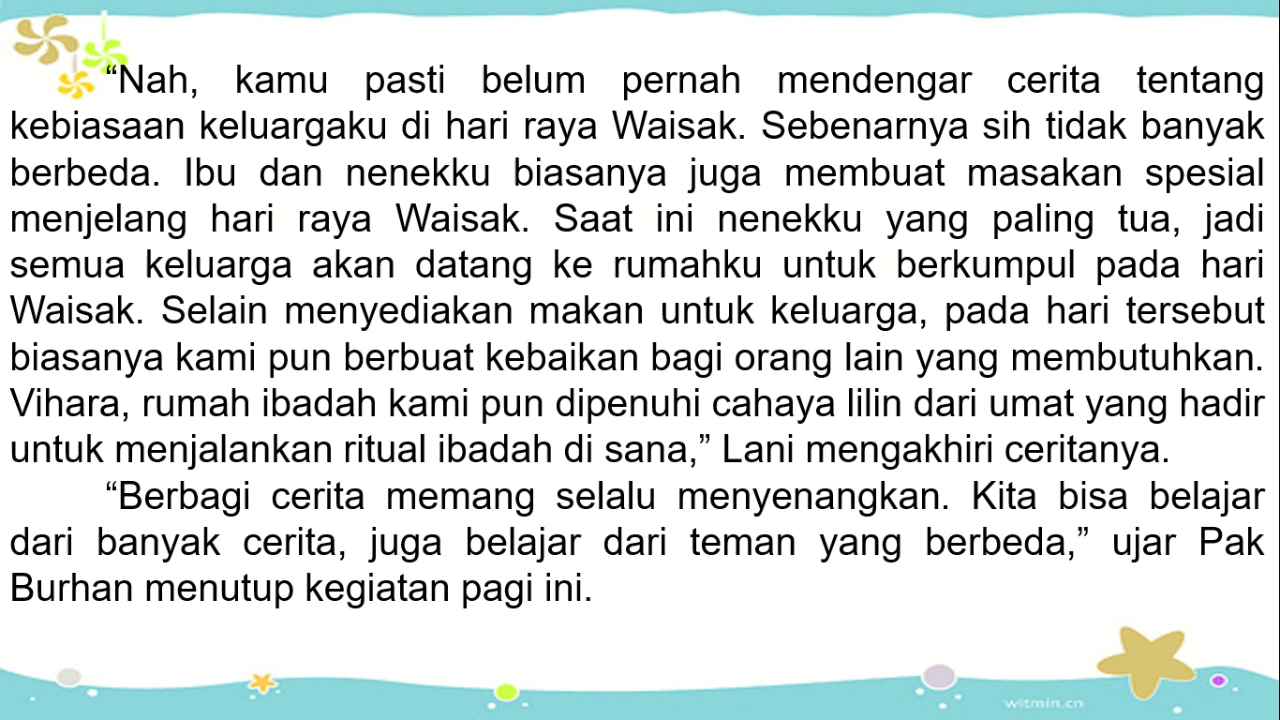 “Nah, kamu pasti belum pernah mendengar cerita tentang
kebiasaan keluargaku di hari raya Waisak. Sebenarnya sih tidak banyak
berbeda. Ibu dan nenekku biasanya juga membuat masakan spesial
menjelang hari raya Waisak. Saat ini nenekku yang paling tua, jadi
semua keluarga akan datang ke rumahku untuk berkumpul pada hari
Waisak. Selain menyediakan makan untuk keluarga, pada hari tersebut
biasanya kami pun berbuat kebaikan bagi orang lain yang membutuhkan.
Vihara, rumah ibadah kami pun dipenuhi cahaya lilin dari umat yang hadir
untuk menjalankan ritual ibadah di sana,” Lani mengakhiri ceritanya.
“Berbagi cerita memang selalu menyenangkan. Kita bisa belajar
dari banyak cerita, juga belajar dari teman yang berbeda,” ujar Pak
Burhan menutup kegiatan pagi ini.
witmin.cn